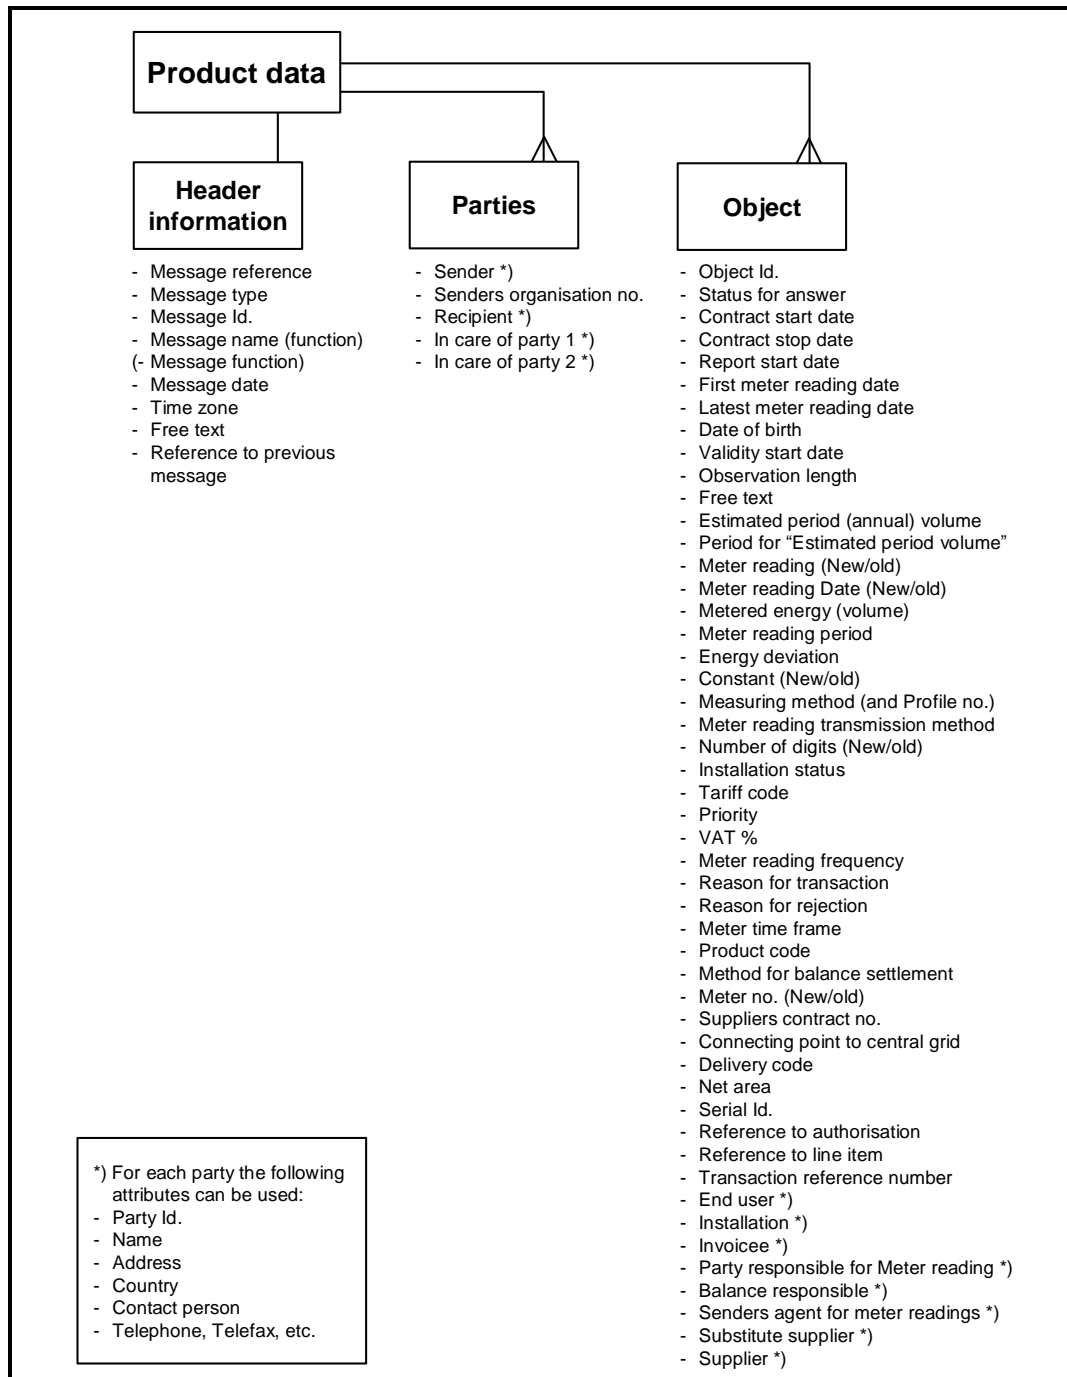 Product data
Header
information
- Message reference
- Message type
- Message Id.
- Message name (function)
(- Message function)
- Message date
- Time zone
- Free text
- Reference to previous
message
Parties
- Sender *)
- Senders organisation no.
- Recipient *)
- In care of party 1 *)
- In care of party 2 *)
Object
- Object Id.
- Status for answer
- Contract start date
- Contract stop date
- Report start date
- First meter reading date
- Latest meter reading date
- Date of birth
- Validity start date
- Observation length
- Free text
- Estimated period (annual) volume
- Period for “Estimated period volume”
- Meter reading (New/old)
- Meter reading Date (New/old)
- Metered energy (volume)
- Meter reading period
- Energy deviation
- Constant (New/old)
- Measuring method (and Profile no.)
- Meter reading transmission method
- Number of digits (New/old)
- Installation status
- Tariff code
- Priority
- VAT %
- Meter reading frequency
- Reason for transaction
- Reason for rejection
- Meter time frame
- Product code
- Method for balance settlement
- Meter no. (New/old)
- Suppliers contract no.
- Connecting point to central grid
- Delivery code
- Net area
- Serial Id.
- Reference to authorisation
- Reference to line item
- Transaction reference number
- End user *)
- Installation *)
- Invoicee *)
- Party responsible for Meter reading *)
- Balance responsible *)
- Senders agent for meter readings *)
- Substitute supplier *)
- Supplier *)
*) For each party the following
attributes can be used:
- Party Id.
- Name
- Address
- Country
- Contact person
- Telephone, Telefax, etc.